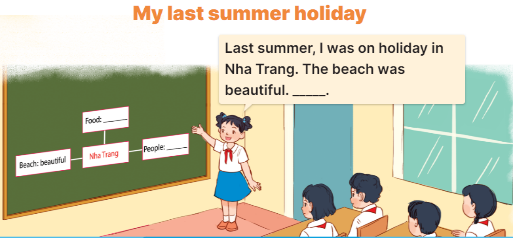 My last summer holiday
Last summer, I was on holiday in
Nha Trang. The beach was
beautiful. _____.
Food: ______
Beach: beautiful
Nha Trang
People: _____